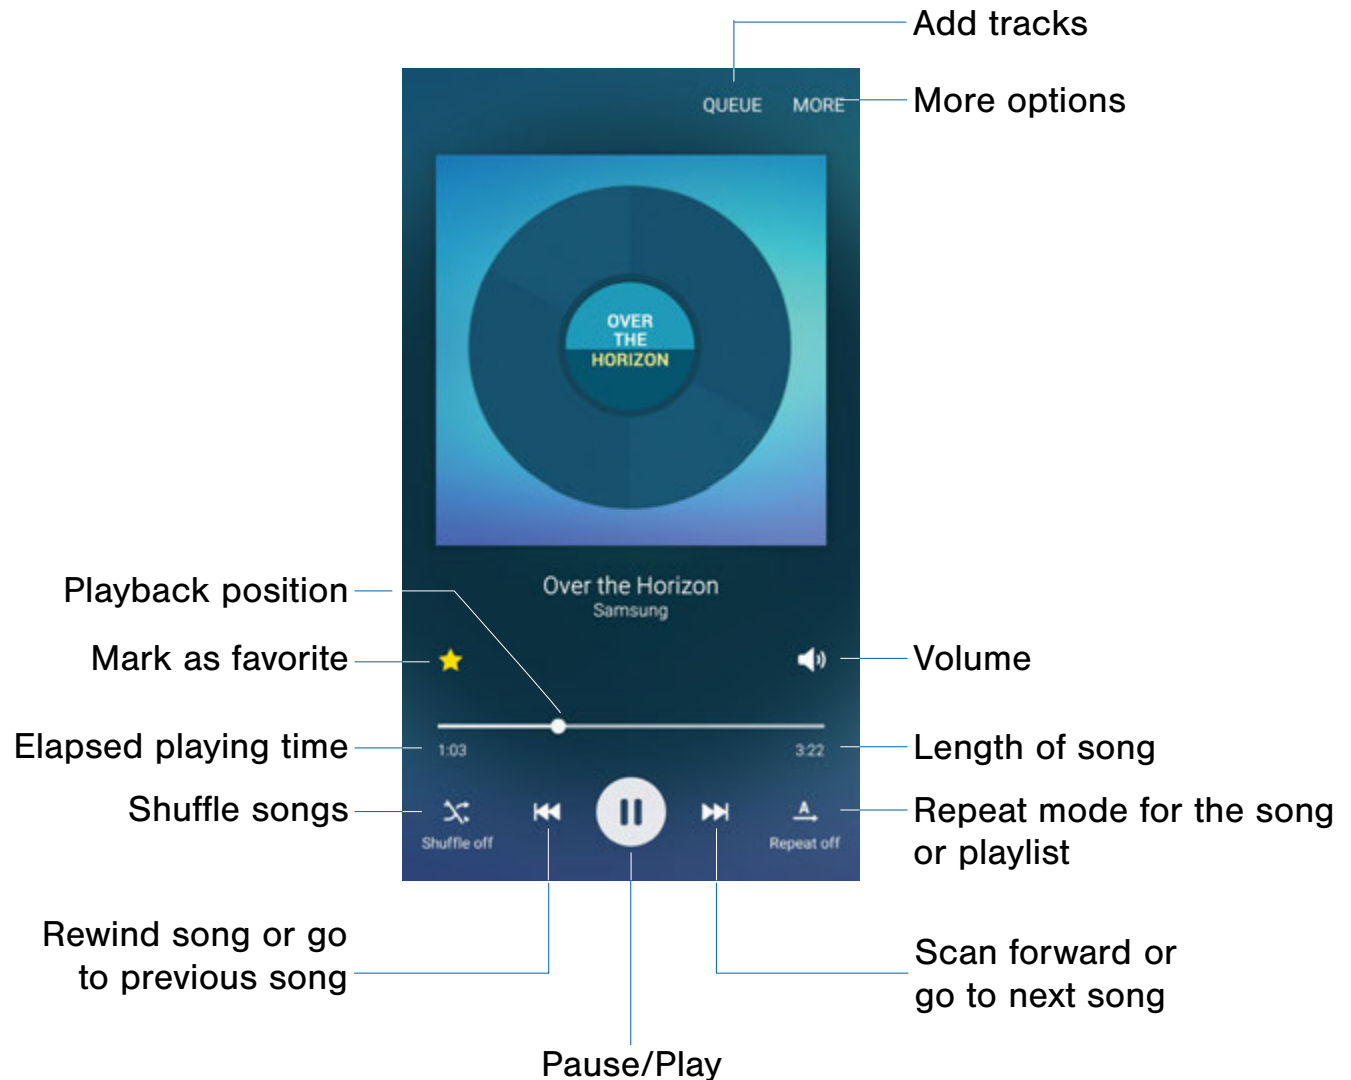 Add tracks
QUEUE MORE
More options
OVER
THE
HORIZON
Over the Horizon
Samsung
Playback position
Mark as favorite
Volume
Elapsed playing time
1:03
3:22
Length of song
Shuffle songs
Shuffle off
A
Repeat off
Repeat mode for the song
or playlist
Rewind song or go
to previous song
Scan forward or
go to next song
Pause/Play